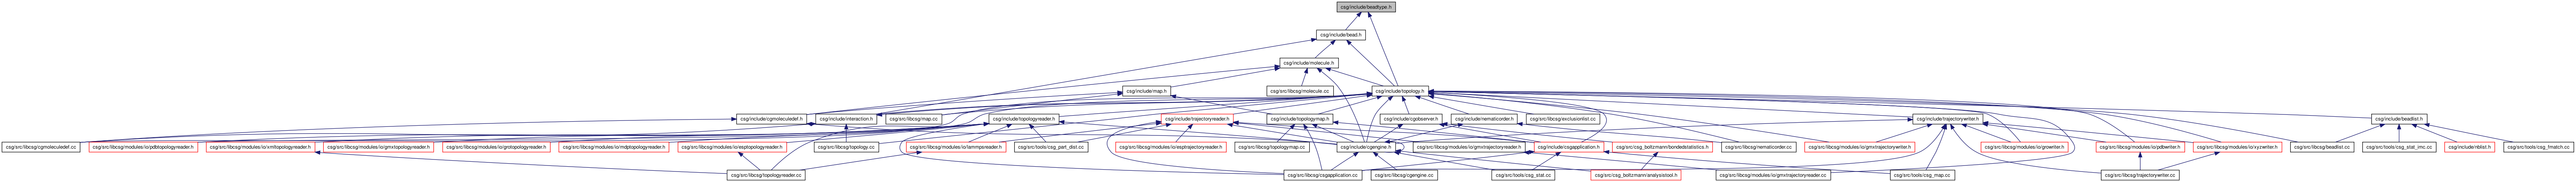 csg/include/beadtype.h
csg/include/bead.h
csg/include/molecule.h
csg/include/map.h
csg/src/libcsg/molecule.cc
csg/include/topology.h
csg/include/cgmoleculedef.h
csg/include/interaction.h
csg/src/libcsg/map.cc
csg/include/topologyreader.h
csg/include/trajectoryreader.h
csg/include/topologymap.h
csg/include/cgobserver.h
csg/include/nematicorder.h
csg/src/libcsg/exclusionlist.cc
csg/include/trajectorywriter.h
csg/include/beadlist.h
csg/src/libcsg/cgmoleculedef.cc
csg/src/libcsg/modules/io/pdbtopologyreader.h
csg/src/libcsg/modules/io/xmltopologyreader.h
csg/src/libcsg/modules/io/gmxtopologyreader.h
csg/src/libcsg/modules/io/grotopologyreader.h
csg/src/libcsg/modules/io/mdptopologyreader.h
csg/src/libcsg/modules/io/esptopologyreader.h
csg/src/libcsg/topology.cc
csg/src/libcsg/modules/io/lammpsreader.h
csg/src/tools/csg_part_dist.cc
csg/src/libcsg/modules/io/esptrajectoryreader.h
csg/src/libcsg/topologymap.cc
csg/include/cgengine.h
csg/src/libcsg/modules/io/gmxtrajectoryreader.h
csg/include/csgapplication.h
csg/src/csg_boltzmann/bondedstatistics.h
csg/src/libcsg/nematicorder.cc
csg/src/libcsg/modules/io/gmxtrajectorywriter.h
csg/src/libcsg/modules/io/growriter.h
csg/src/libcsg/modules/io/pdbwriter.h
csg/src/libcsg/modules/io/xyzwriter.h
csg/src/libcsg/beadlist.cc
csg/src/tools/csg_stat_imc.cc
csg/include/nblist.h
csg/src/tools/csg_fmatch.cc
csg/src/libcsg/topologyreader.cc
csg/src/libcsg/csgapplication.cc
csg/src/libcsg/cgengine.cc
csg/src/tools/csg_stat.cc
csg/src/csg_boltzmann/analysistool.h
csg/src/libcsg/modules/io/gmxtrajectoryreader.cc
csg/src/tools/csg_map.cc
csg/src/libcsg/trajectorywriter.cc